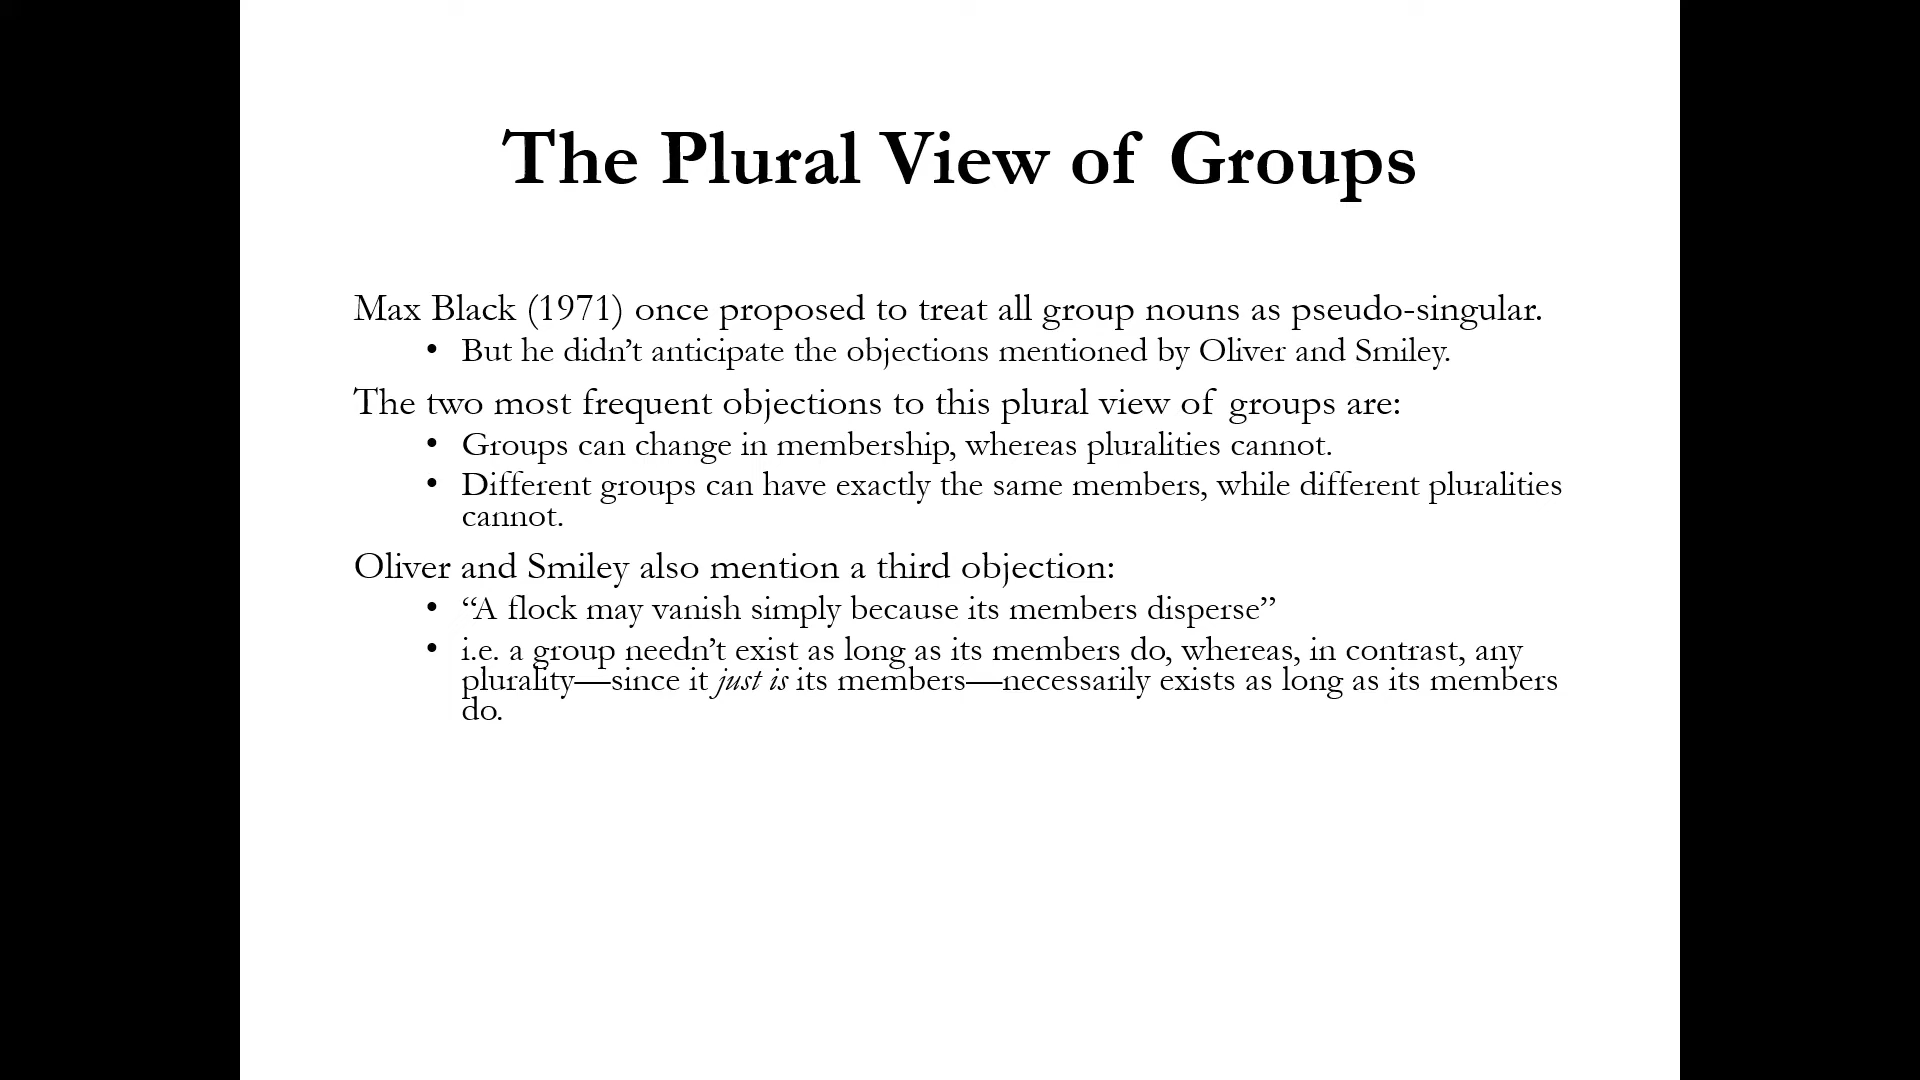 The Plural View of Groups
Max Black (1971) once proposed to treat all group nouns as pseudo-singular.
• But he didn’t anticipate the objections mentioned by Oliver and Smiley.
The two most frequent objections to this plural view of groups are:
• Groups can change in membership, whereas pluralities cannot.
• Different groups can have exactly the same members, while different pluralities
cannot.
Oliver and Smiley also mention a third objection:
• “A flock may vanish simply because its members disperse”
• i.e. a group needn’t exist as long as its members do, whereas, in contrast, any
plurality—since it just is its members—necessarily exists as long as its members
do.